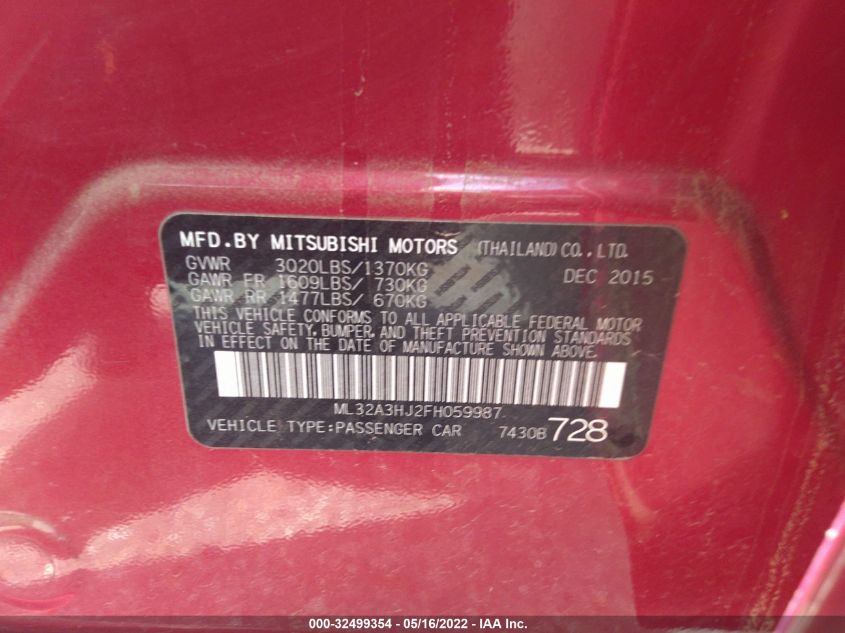 MFD.BY MITSUBISHI MOTORS (THAILAND) CO., LTD.
GVWR 3020LBS/1370KG DEC 2015
GAWR FR 1609LBS/ 730KG
GAWR RR 1477LBS/ 670KG
THIS VEHICLE CONFORMS TO ALL APPLICABLE FEDERAL MOTOR
VEHICLE SAFETY, BUMPER, AND THEFT PREVENTION STANDARDS
IN EFFECT ON THE DATE OF MANUFACTURE SHOWN ABOVE.
ML32A3HJ2FH059987
VEHICLE TYPE:PASSENGER CAR 7430B 728
000-32499354 - 05/16/2022 - IAA Inc.